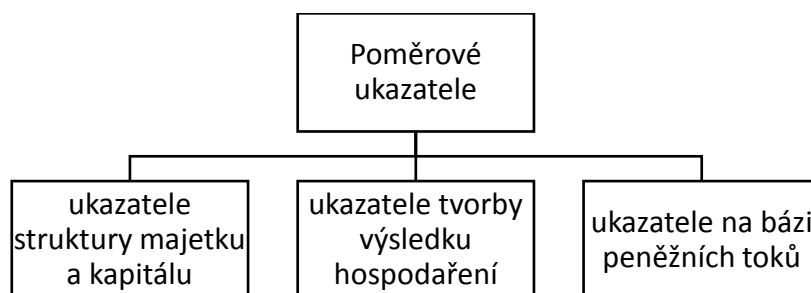 Poměrové
ukazatele
ukazatele
struktury majetku
a kapitálu
ukazatele tvorby
výsledku
hospodaření
ukazatele na bázi
peněžních toků